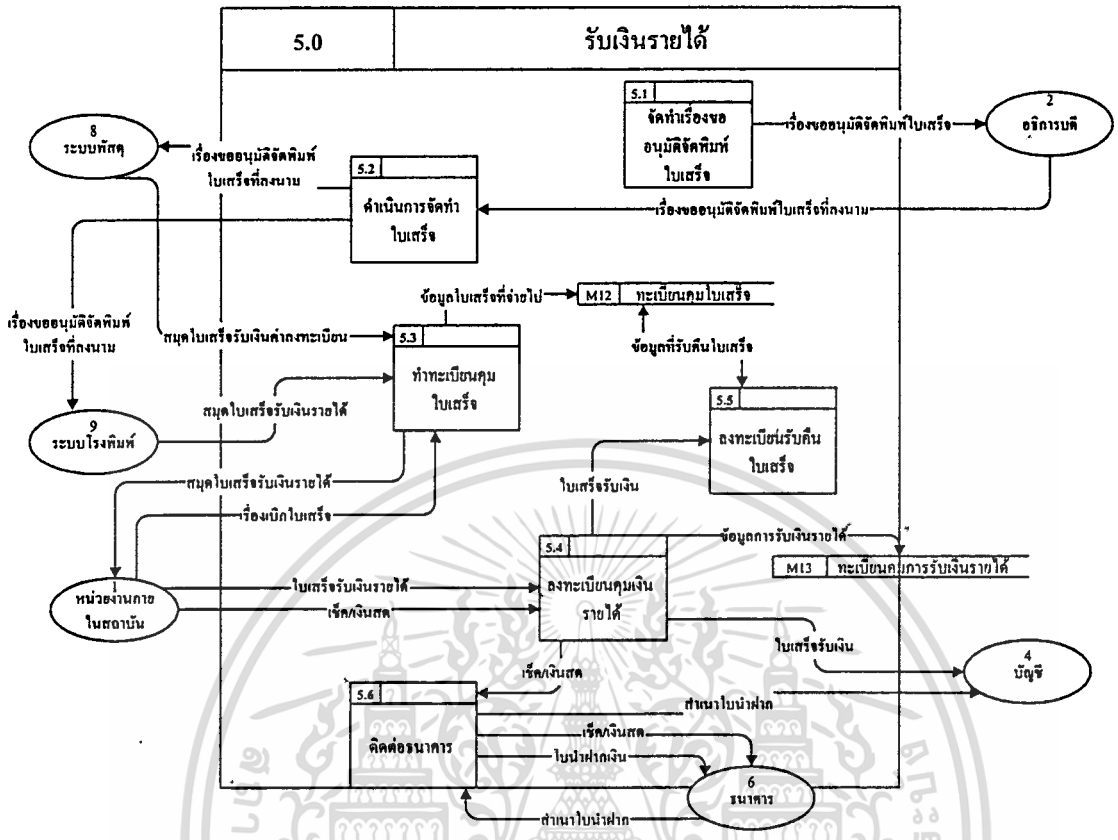 5.0
รับเงินรายได้
5.1
จัดทำเรื่องขอ
อนุมัติจัดพิมพ์
ใบเสร็จ
เรื่องขออนุมัติจัดพิมพ์ใบเสร็จ
2
อธิการบดี
8
ระบบพัสดุ
เรื่องขออนุมัติจัดพิมพ์
ใบเสร็จที่ลงนาม
5.2
ดำเนินการจัดทำ
ใบเสร็จ
เรื่องขออนุมัติจัดพิมพ์ใบเสร็จที่ลงนาม
ข้อมูลใบเสร็จที่จ่ายไป
M12
ทะเบียนคุมใบเสร็จ
เรื่องขออนุมัติจัดพิมพ์
ใบเสร็จที่ลงนาม
สมุดใบเสร็จรับเงินค่าลงทะเบียน
5.3
ทำทะเบียนคุม
ใบเสร็จ
ข้อมูลที่รับคืนใบเสร็จ
5.5
ลงทะเบียนรับคืน
ใบเสร็จ
สมุดใบเสร็จรับเงินรายได้
9
ระบบโรงพิมพ์
สมุดใบเสร็จรับเงินรายได้
ใบเสร็จรับเงิน
เรื่องเบิกใบเสร็จ
5.4
ลงทะเบียนคุมเงิน
รายได้
ข้อมูลการรับเงินรายได้
M13
ทะเบียนคุมการรับเงินรายได้
1
หน่วยงานภาย
ในสถาบัน
ใบเสร็จรับเงินรายได้
เช็ค/เงินสด
ใบเสร็จรับเงิน
4
บัญชี
เช็ค/เงินสด
5.6
ติดต่อธนาคาร
สำเนาใบนำฝาก
เช็ค/เงินสด
ใบนำฝากเงิน
6
ธนาคาร
สำเนาใบนำฝาก